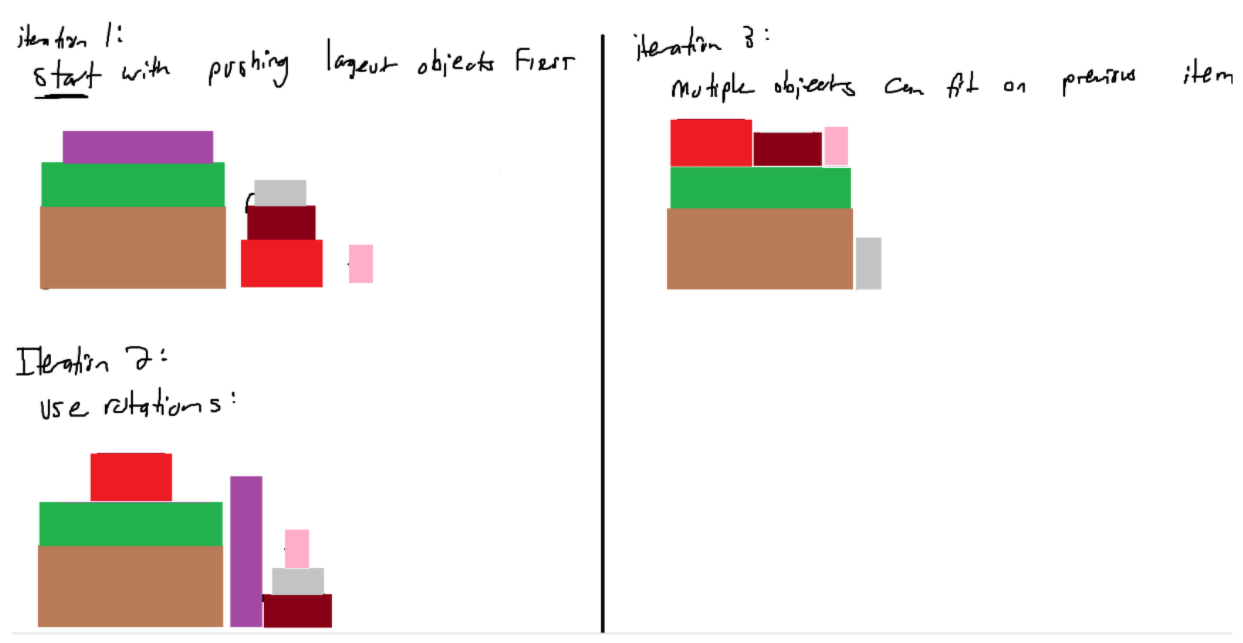 iteration 1:
start with pushing largest objects First
Iteration 2:
use rotations:
iteration 3:
Mutiple objects can fit on previous item